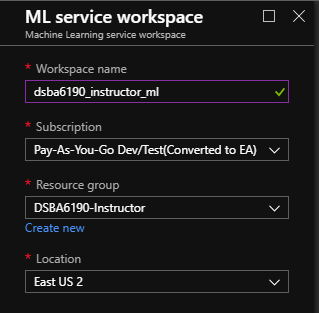 ML service workspace
Machine Learning service workspace
* Workspace name
dsba6190_instructor_ml
* Subscription
Pay-As-You-Go Dev/Test(Converted to EA)
* Resource group
DSBA6190-Instructor
Create new
* Location
East US 2